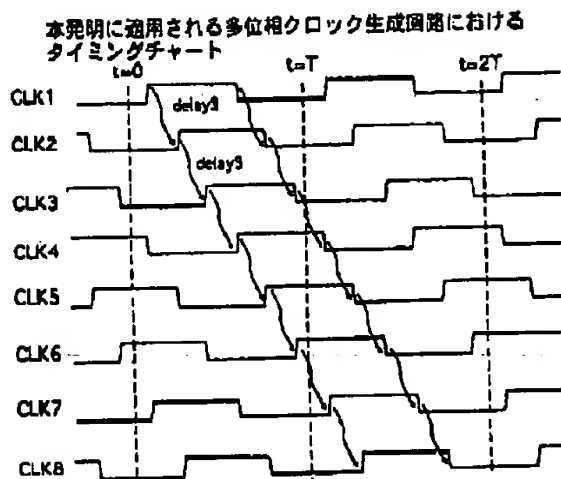 本発明に適用される多位相クロック生成回路における
タイミングチャート
t=0 t=T t=2T
CLK1
delay9
CLK2
delay9
CLK3
CLK4
CLK5
CLK6
CLK7
CLK8